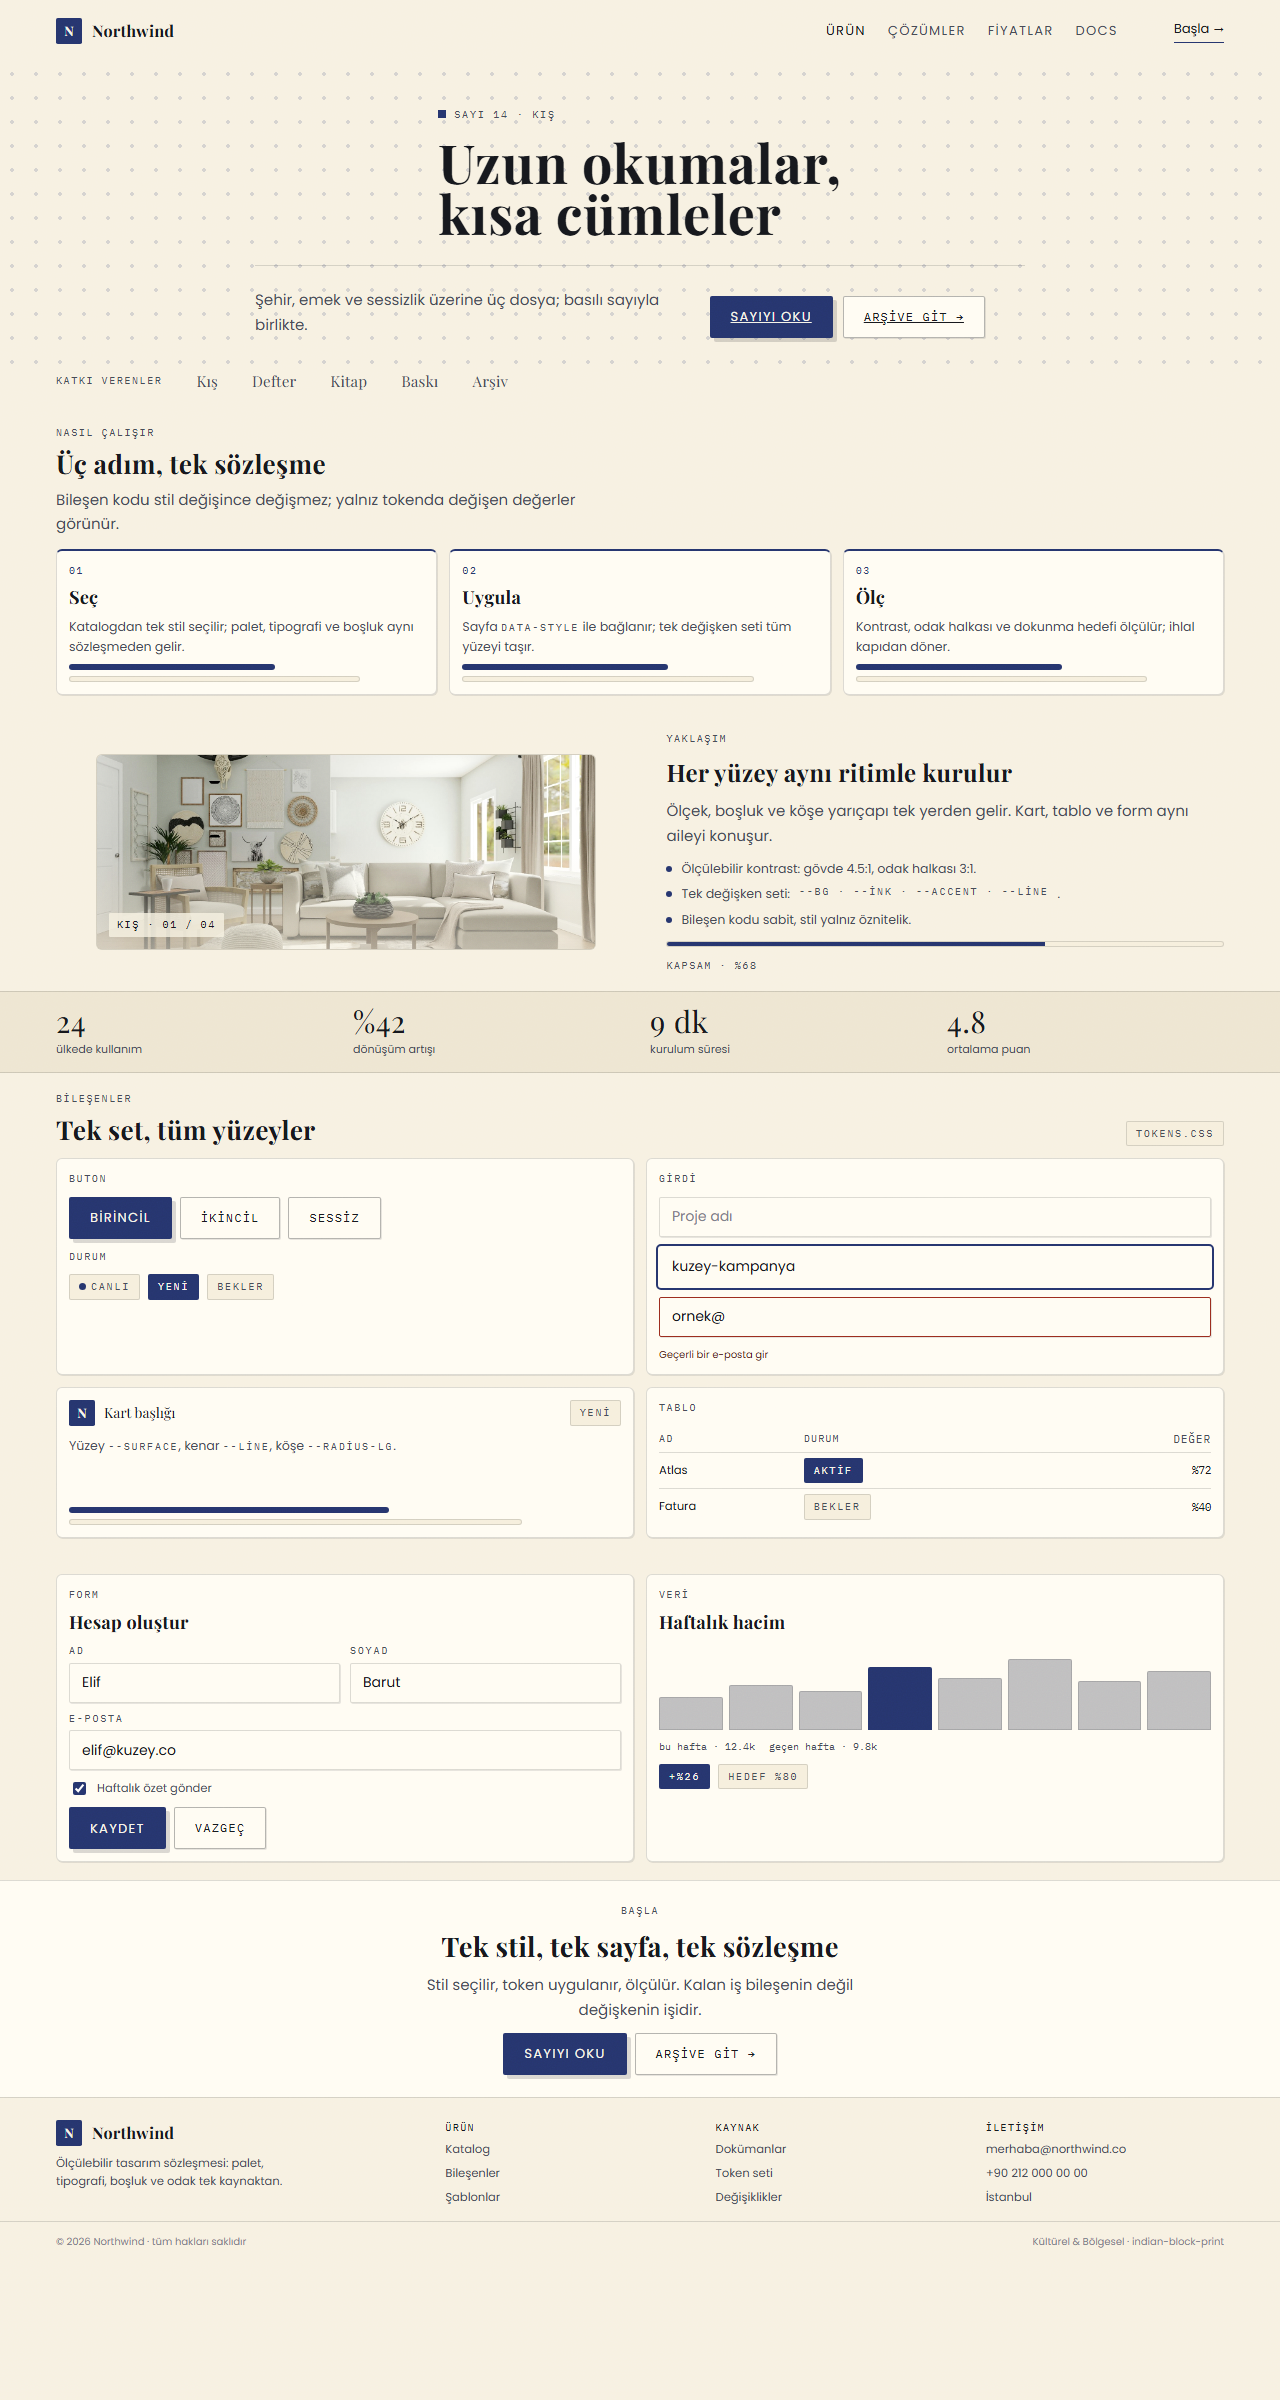 N Northwind
ÜRÜN ÇÖZÜMLER FİYATLAR DOCS Başla →
SAYI 14 · KIŞ
Uzun okumalar,
kısa cümleler
Şehir, emek ve sessizlik üzerine üç dosya; basılı sayıyla
birlikte.
SAYIYI OKU ARŞİVE GİT →
KATKI VERENLER Kış Defter Kitap Baskı Arşiv
NASIL ÇALIŞIR
Üç adım, tek sözleşme
Bileşen kodu stil değişince değişmez; yalnız tokenda değişen değerler
görünür.
01
Seç
Katalogdan tek stil seçilir; palet, tipografi ve boşluk aynı
sözleşmeden gelir.
02
Uygula
Sayfa DATA-STYLE ile bağlanır; tek değişken seti tüm
yüzeyi taşır.
03
Ölç
Kontrast, odak halkası ve dokunma hedefi ölçülür; ihlal
kapıdan döner.
KIŞ · 01 / 04
YAKLAŞIM
Her yüzey aynı ritimle kurulur
Ölçek, boşluk ve köşe yarıçapı tek yerden gelir. Kart, tablo ve form aynı
aileyi konuşur.
Ölçülebilir kontrast: gövde 4.5:1, odak halkası 3:1.
Tek değişken seti: --BG · --İNK · --ACCENT · --LİNE .
Bileşen kodu sabit, stil yalnız öznitelik.
KAPSAM · %68
24
ülkede kullanım
%42
dönüşüm artışı
9 dk
kurulum süresi
4.8
ortalama puan
BİLEŞENLER
Tek set, tüm yüzeyler
TOKENS.CSS
BUTON
BİRİNCİL İKİNCİL SESSİZ
DURUM
CANLI YENİ BEKLER
GİRDİ
Proje adı
kuzey-kampanya
ornek@
Geçerli bir e-posta gir
N Kart başlığı YENİ
Yüzey --SURFACE, kenar --LİNE, köşe --RADİUS-LG.
TABLO
AD DURUM DEĞER
Atlas AKTİF %72
Fatura BEKLER %40
FORM
Hesap oluştur
AD SOYAD
Elif Barut
E-POSTA
elif@kuzey.co
Haftalık özet gönder
KAYDET VAZGEÇ
VERİ
Haftalık hacim
bu hafta · 12.4k geçen hafta · 9.8k
+%26 HEDEF %80
BAŞLA
Tek stil, tek sayfa, tek sözleşme
Stil seçilir, token uygulanır, ölçülür. Kalan iş bileşenin değil
değişkenin işidir.
SAYIYI OKU ARŞİVE GİT →
N Northwind
Ölçülebilir tasarım sözleşmesi: palet,
tipografi, boşluk ve odak tek kaynaktan.
ÜRÜN
Katalog
Bileşenler
Şablonlar
KAYNAK
Dokümanlar
Token seti
Değişiklikler
İLETİŞİM
merhaba@northwind.co
+90 212 000 00 00
İstanbul
© 2026 Northwind · tüm hakları saklıdır
Kültürel & Bölgesel · indian-block-print